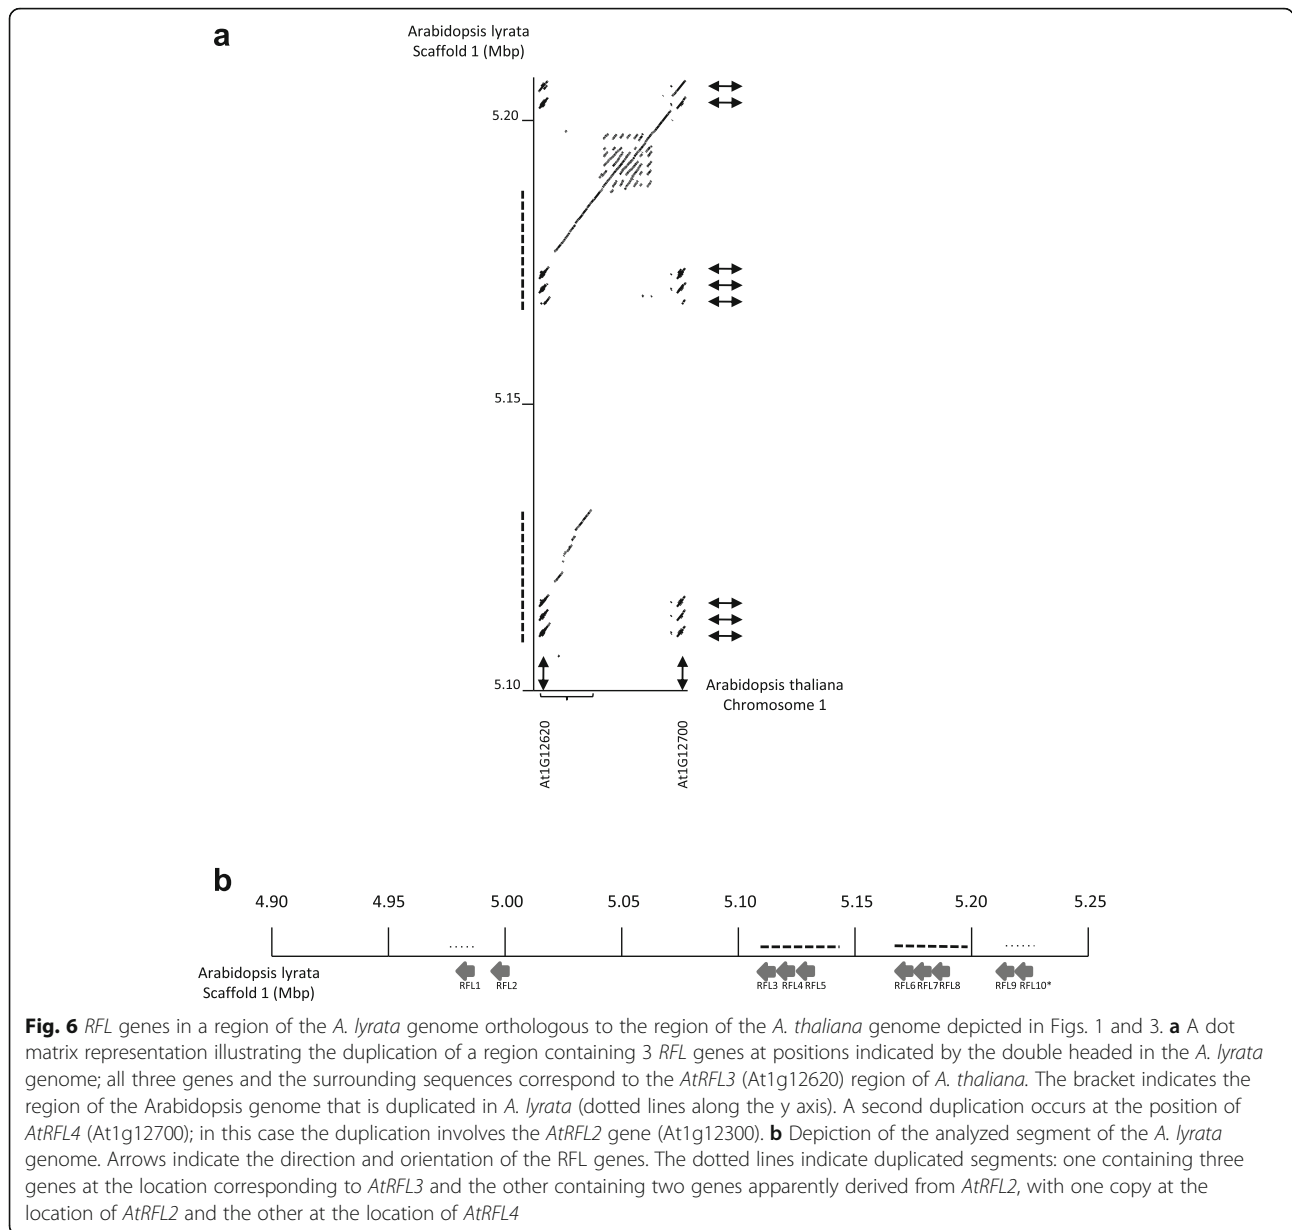 a
Arabidopsis lyrata
Scaffold 1 (Mbp)
5.20
5.15
5.10
Arabidopsis thaliana
Chromosome 1
At1G12620
At1G12700
b
4.90 4.95 5.00 5.05 5.10 5.15 5.20 5.25
Arabidopsis lyrata
Scaffold 1 (Mbp)
RFL1 RFL2 RFL3 RFL4 RFL5 RFL6 RFL7 RFL8 RFL9 RFL10*
Fig. 6 RFL genes in a region of the A. lyrata genome orthologous to the region of the A. thaliana genome depicted in Figs. 1 and 3. a A dot
matrix representation illustrating the duplication of a region containing 3 RFL genes at positions indicated by the double headed in the A. lyrata
genome; all three genes and the surrounding sequences correspond to the AtRFL3 (At1g12620) region of A. thaliana. The bracket indicates the
region of the Arabidopsis genome that is duplicated in A. lyrata (dotted lines along the y axis). A second duplication occurs at the position of
AtRFL4 (At1g12700); in this case the duplication involves the AtRFL2 gene (At1g12300). b Depiction of the analyzed segment of the A. lyrata
genome. Arrows indicate the direction and orientation of the RFL genes. The dotted lines indicate duplicated segments: one containing three
genes at the location corresponding to AtRFL3 and the other containing two genes apparently derived from AtRFL2, with one copy at the
location of AtRFL2 and the other at the location of AtRFL4